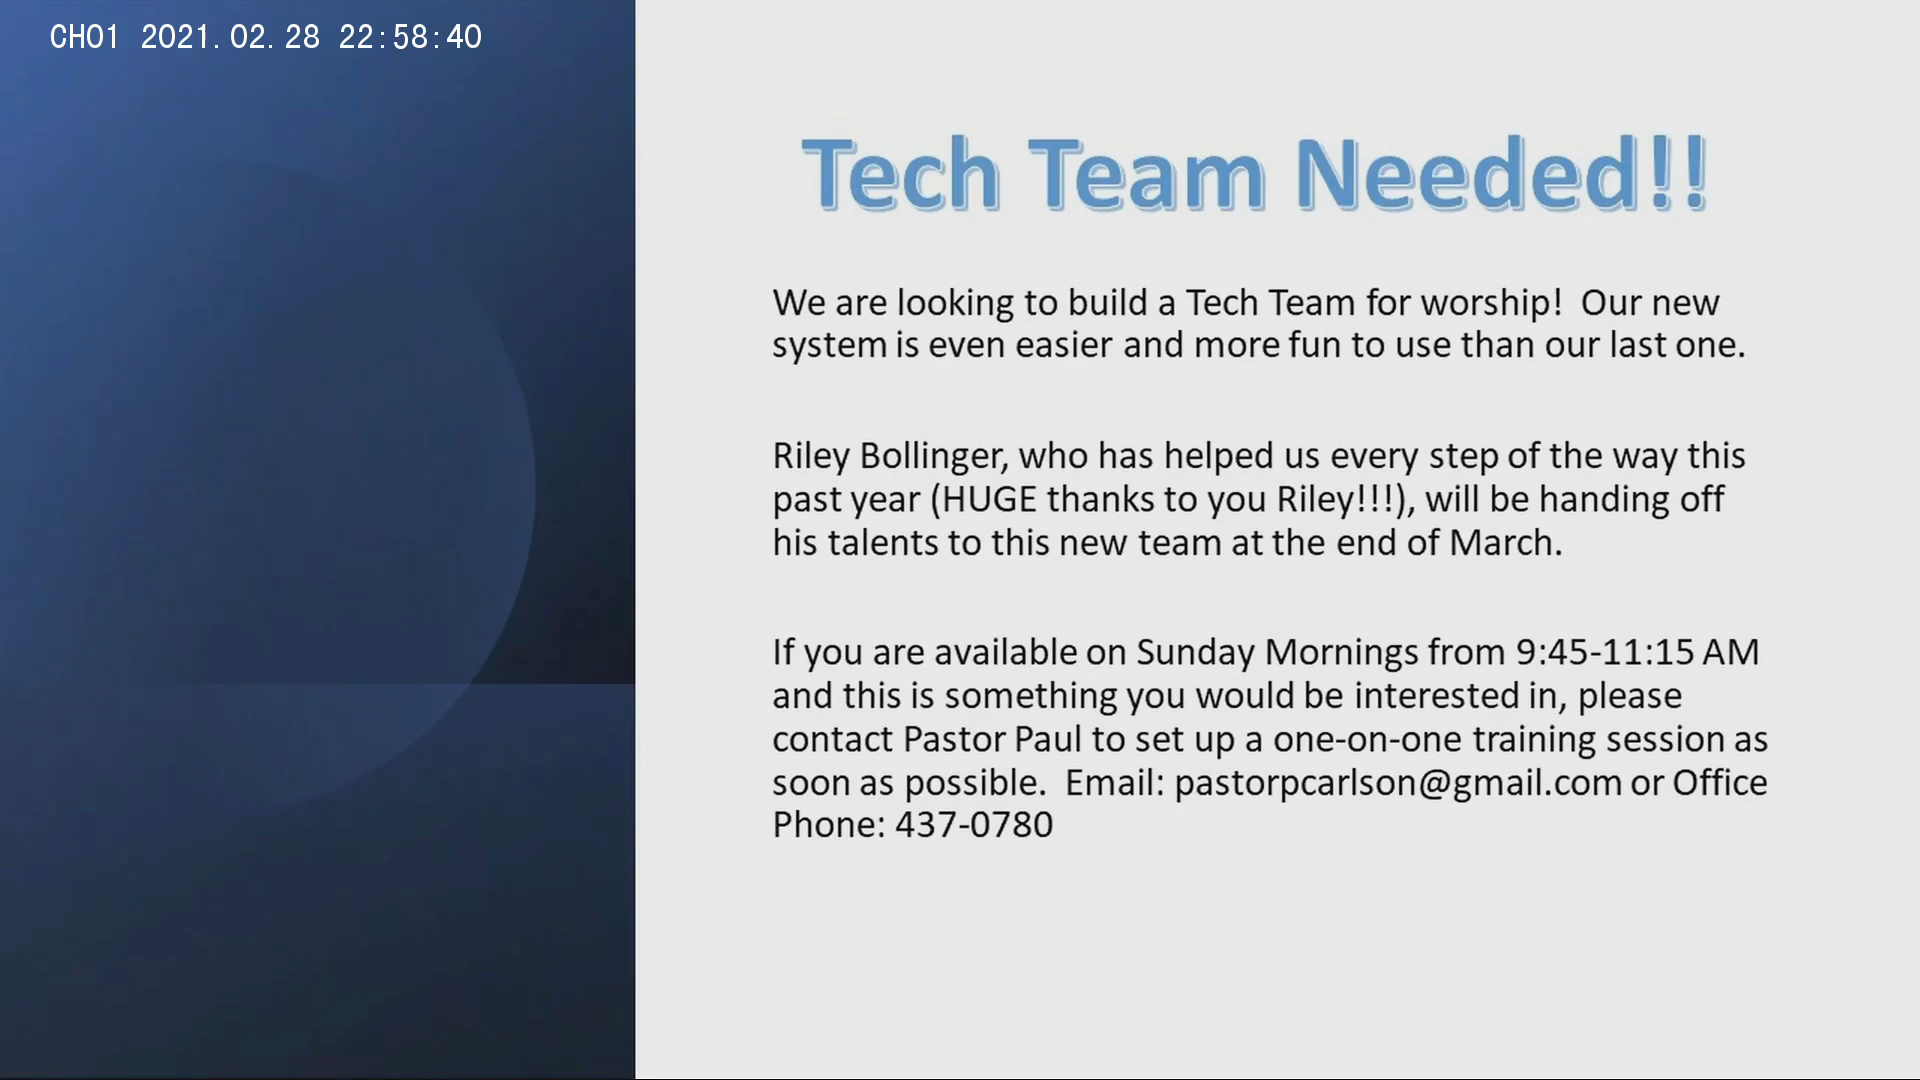 CH01 2021.02.28 22:58:40
Tech Team Needed!!
We are looking to build a Tech Team for worship!  Our new
system is even easier and more fun to use than our last one.
Riley Bollinger, who has helped us every step of the way this
past year (HUGE thanks to you Riley!!!), will be handing off
his talents to this new team at the end of March.
If you are available on Sunday Mornings from 9:45-11:15 AM
and this is something you would be interested in, please
contact Pastor Paul to set up a one-on-one training session as
soon as possible.  Email: pastorpcarlson@gmail.com or Office
Phone: 437-0780